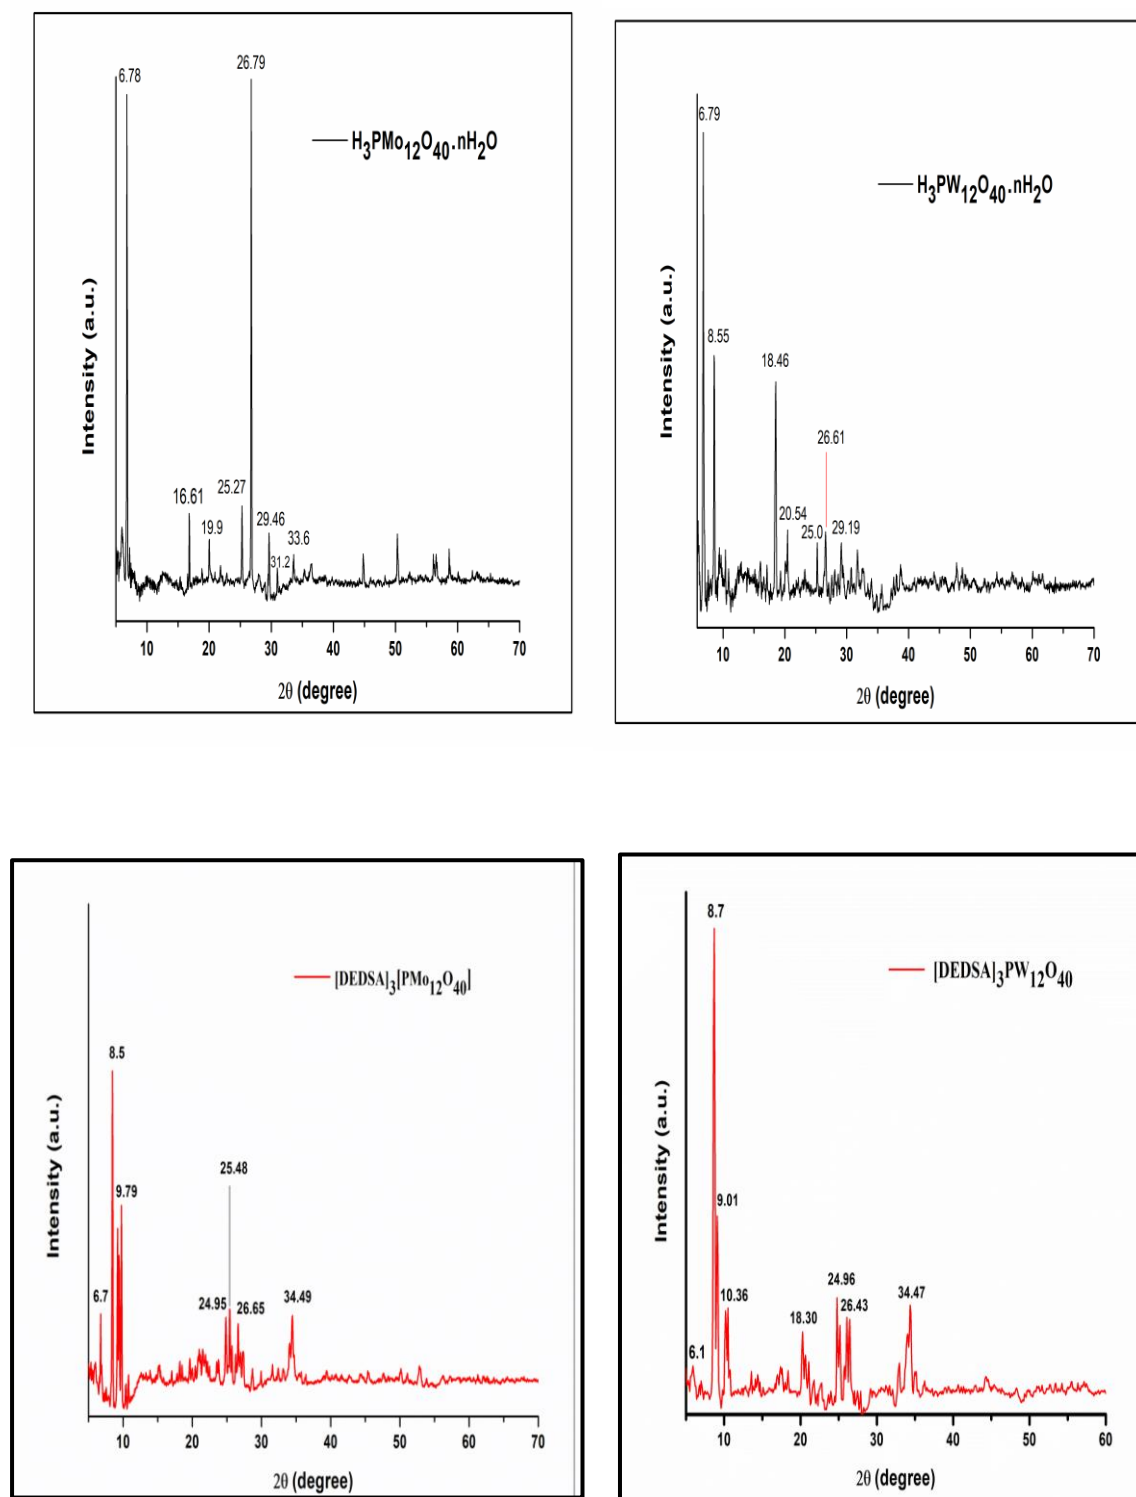 26.79
6.78
H₃PMo₁₂O₄₀.nH₂O
Intensity (a.u.)
16.61
25.27
19.9
29.46
31.2
33.6
10 20 30 40 50 60 70
2θ (degree)
6.79
H₃PW₁₂O₄₀.nH₂O
8.55
18.46
Intensity (a.u.)
26.61
20.54
25.0
29.19
10 20 30 40 50 60 70
2θ (degree)
[DEDSA]₃[PMo₁₂O₄₀]
8.5
Intensity (a.u.)
25.48
9.79
6.7
24.95
26.65
34.49
10 20 30 40 50 60 70
2θ (degree)
8.7
[DEDSA]₃PW₁₂O₄₀
Intensity (a.u.)
9.01
10.36
24.96
26.43
34.47
18.30
6.1
10 20 30 40 50 60
2θ (degree)